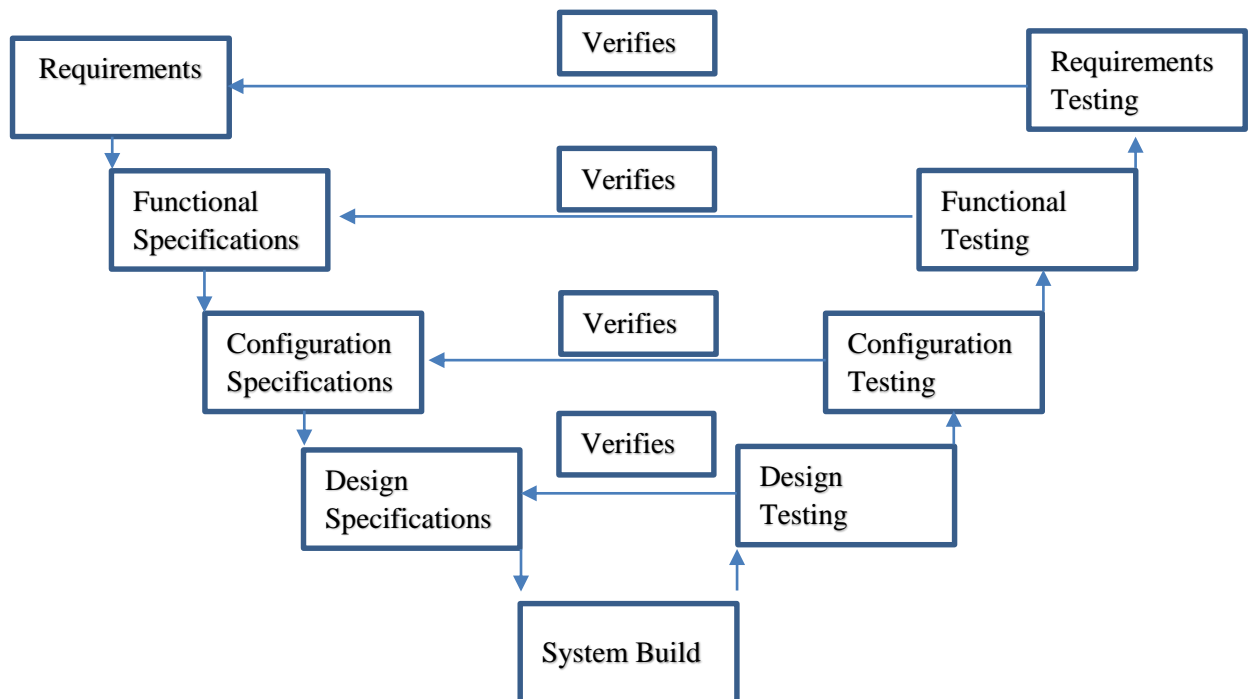 Verifies
Requirements
Requirements
Testing
Verifies
Functional
Specifications
Functional
Testing
Verifies
Configuration
Specifications
Configuration
Testing
Verifies
Design
Specifications
Design
Testing
System Build